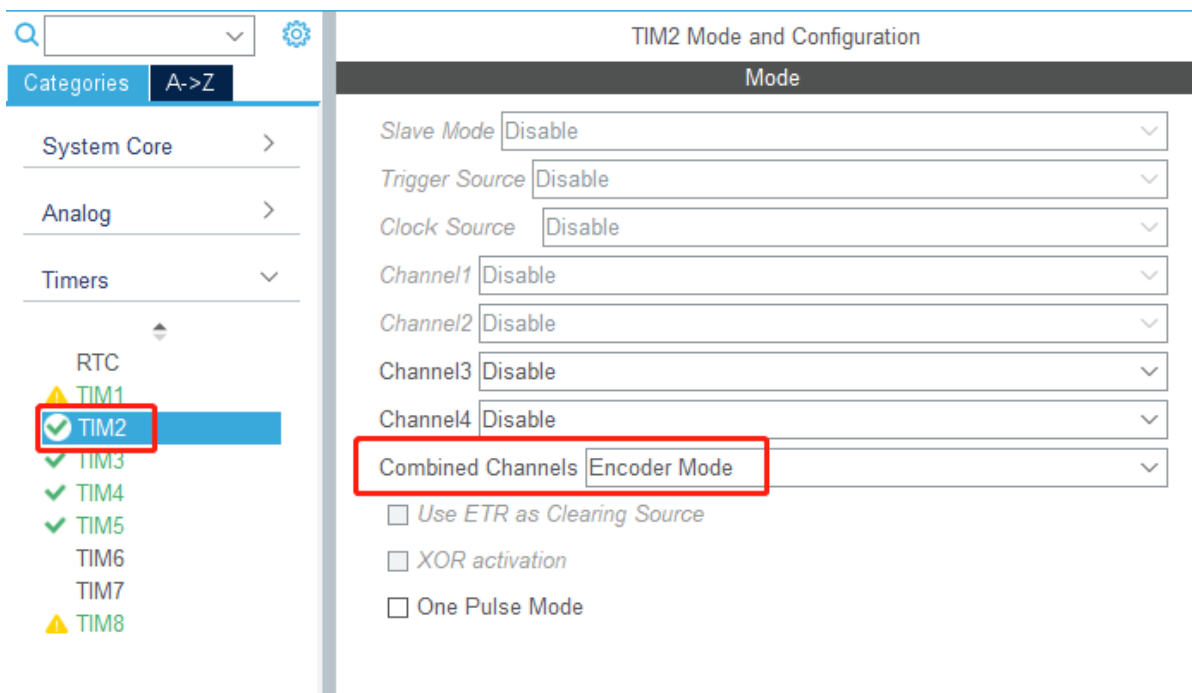 TIM2 Mode and Configuration
Categories A->Z
Mode
System Core
Analog
Timers
RTC
TIM1
TIM2
TIM3
TIM4
TIM5
TIM6
TIM7
TIM8
Slave Mode Disable
Trigger Source Disable
Clock Source Disable
Channel1 Disable
Channel2 Disable
Channel3 Disable
Channel4 Disable
Combined Channels Encoder Mode
Use ETR as Clearing Source
XOR activation
One Pulse Mode